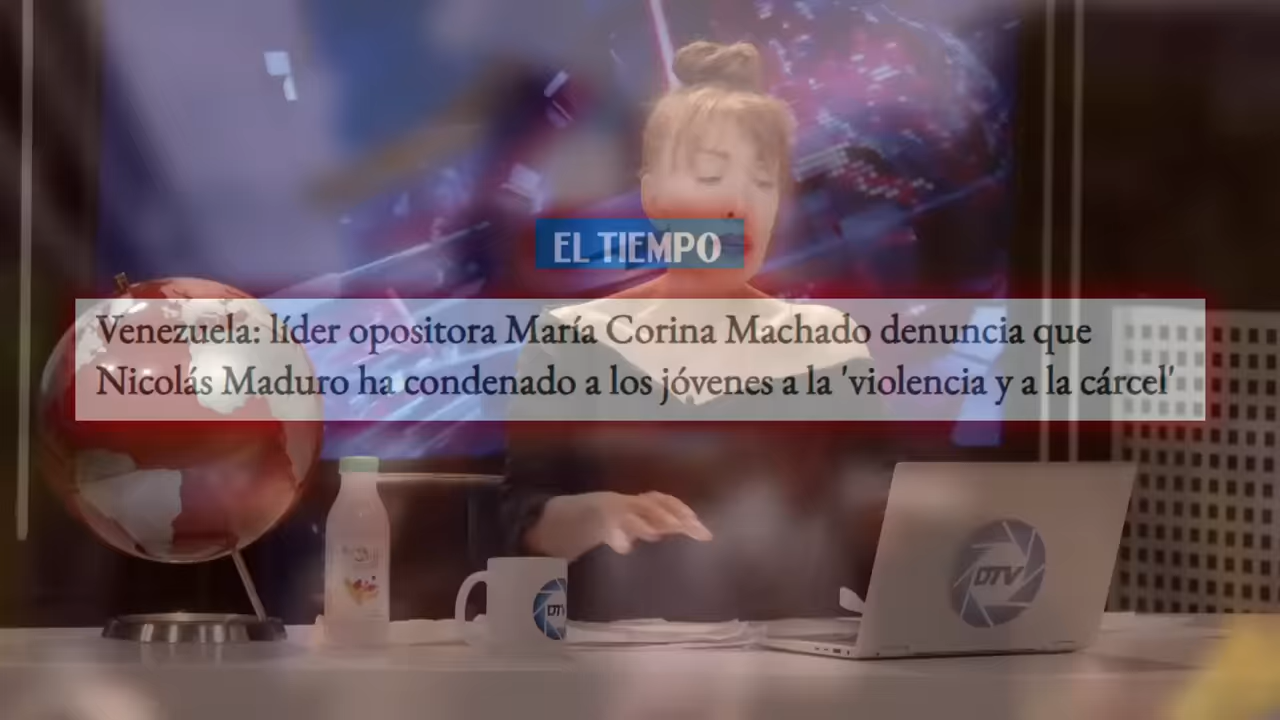 EL TIEMPO
Venezuela: líder opositora María Corina Machado denuncia que
Nicolás Maduro ha condenado a los jóvenes a la 'violencia y a la cárcel'
DTV
DTV